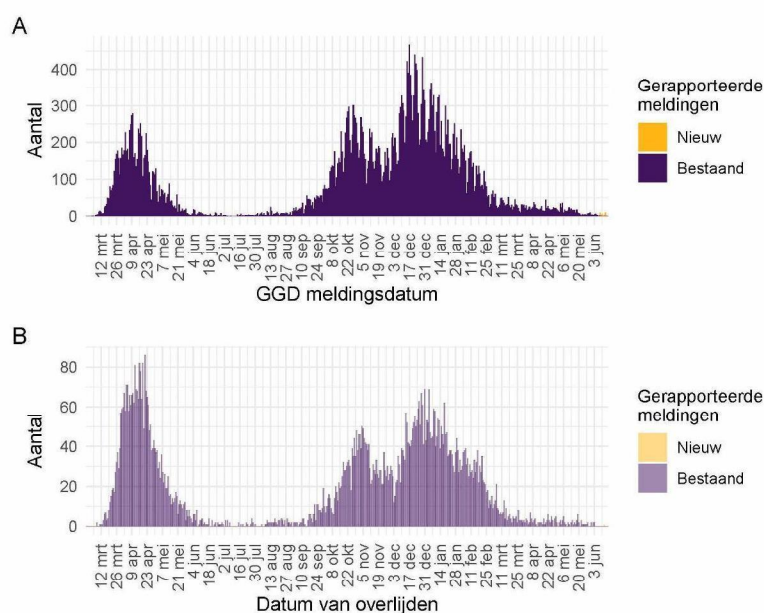 A
Aantal
400
300
200
100
0
12 mrt
26 mrt
9 apr
23 apr
7 mei
21 mei
4 jun
18 jun
2 jul
16 jul
30 jul
13 aug
27 aug
10 sep
24 sep
8 okt
22 okt
5 nov
19 nov
3 dec
17 dec
31 dec
14 jan
28 jan
11 feb
25 feb
11 mrt
25 mrt
8 apr
22 apr
6 mei
20 mei
3 jun
GGD meldingsdatum
Gerapporteerde
meldingen
Nieuw
Bestaand
B
Aantal
80
60
40
20
0
12 mrt
26 mrt
9 apr
23 apr
7 mei
21 mei
4 jun
18 jun
2 jul
16 jul
30 jul
13 aug
27 aug
10 sep
24 sep
8 okt
22 okt
5 nov
19 nov
3 dec
17 dec
31 dec
14 jan
28 jan
11 feb
25 feb
11 mrt
25 mrt
8 apr
22 apr
6 mei
20 mei
3 jun
Datum van overlijden
Gerapporteerde
meldingen
Nieuw
Bestaand